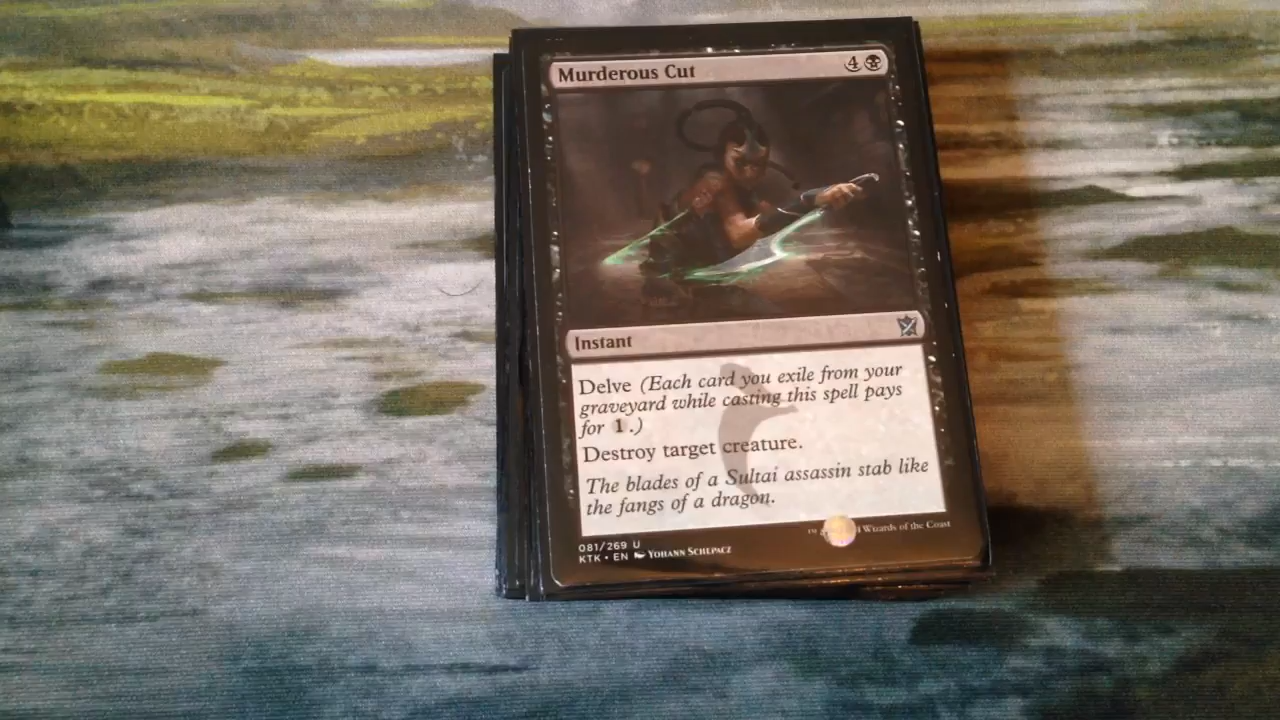 Murderous Cut 4
Instant
Delve (Each card you exile from your
graveyard while casting this spell pays
for 1.)
Destroy target creature.
The blades of a Sultai assassin stab like
the fangs of a dragon.
081/269 U
KTK • EN Yohann Schepacz
Wizards of the Coast